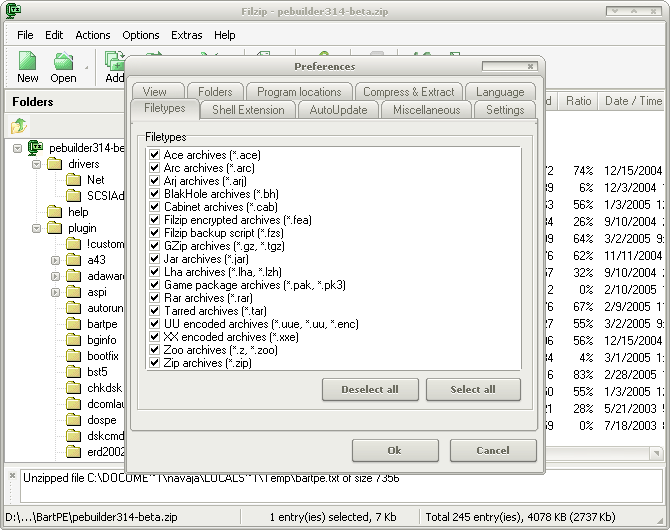 Filzip - pebuilder314-beta.zip
File Edit Actions Options Extras Help
New Open Add
Preferences
View Folders Program locations Compress & Extract Language
Filetypes Shell Extension AutoUpdate Miscellaneous Settings
Filetypes
Ace archives (*.ace)
Arc archives (*.arc)
Arj archives (*.arj)
BlakHole archives (*.bh)
Cabinet archives (*.cab)
Filzip encrypted archives (*.fea)
Filzip backup script (*.fzs)
GZip archives (*.gz, *.tgz)
Jar archives (*.jar)
Lha archives (*.lha, *.lzh)
Game package archives (*.pak, *.pk3)
Rar archives (*.rar)
Tarred archives (*.tar)
UU encoded archives (*.uue, *.uu, *.enc)
XX encoded archives (*.xxe)
Zoo archives (*.z, *.zoo)
Zip archives (*.zip)
Deselect all Select all
Ok Cancel
Folders
pebuilder314-be
drivers
Net
SCSIAd
help
plugin
!custom
a43
adaware
aspi
autorun
bartpe
bginfo
bootfix
bst5
chkdsk
dcomlau
dospe
dskcmd
erd2002
Ratio Date / Time
74% 12/15/2004
6% 12/3/2004
56% 1/3/2005 12
26% 9/10/2004
64% 3/2/2005 9:
62% 11/11/2004
32% 9/10/2004
0% 2/10/2005
67% 2/9/2005 11
55% 3/2/2005
4% 3/1/2005
83% 2/28/2005
55% 1/3/2005 12
28% 5/21/2003
0% 7/18/2003
Unzipped file C:\DOCUME~1\navaja\LOCALS~1\Temp\bartpe.txt of size 7356
D:\...\BartPE\pebuilder314-beta.zip 1 entry(ies) selected, 7 Kb Total 245 entry(ies), 4078 KB (2737 Kb)